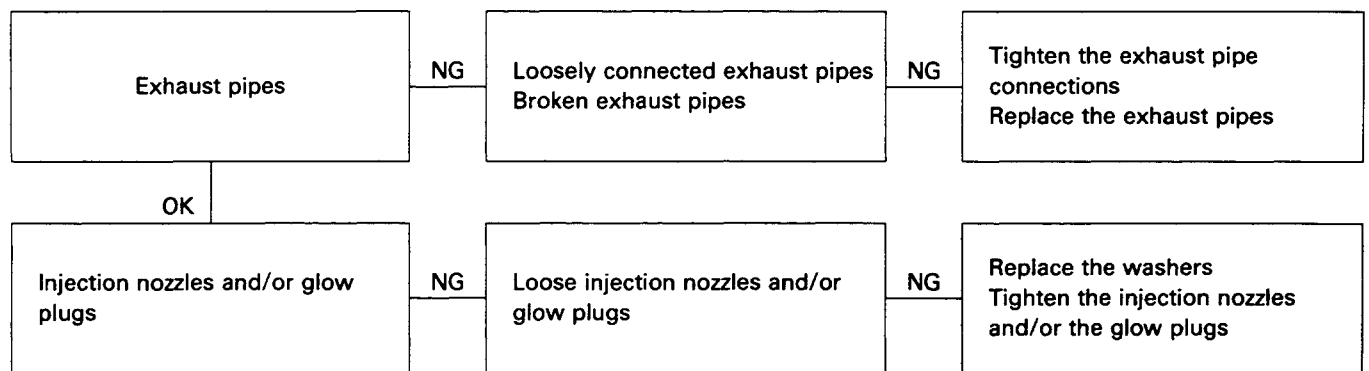 Exhaust pipes
NG
Loosely connected exhaust pipes
Broken exhaust pipes
NG
Tighten the exhaust pipe
connections
Replace the exhaust pipes
OK
Injection nozzles and/or glow
plugs
NG
Loose injection nozzles and/or
glow plugs
NG
Replace the washers
Tighten the injection nozzles
and/or the glow plugs